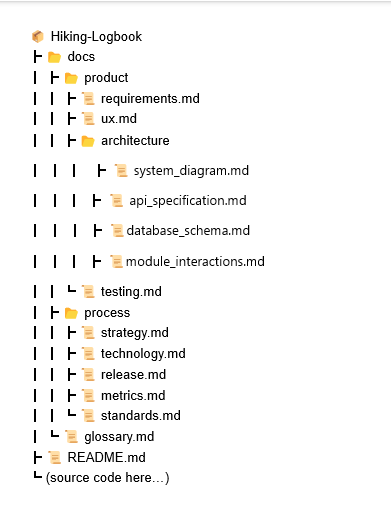 Hiking-Logbook
docs
product
requirements.md
ux.md
architecture
system_diagram.md
api_specification.md
database_schema.md
module_interactions.md
testing.md
process
strategy.md
technology.md
release.md
metrics.md
standards.md
glossary.md
README.md
(source code here...)